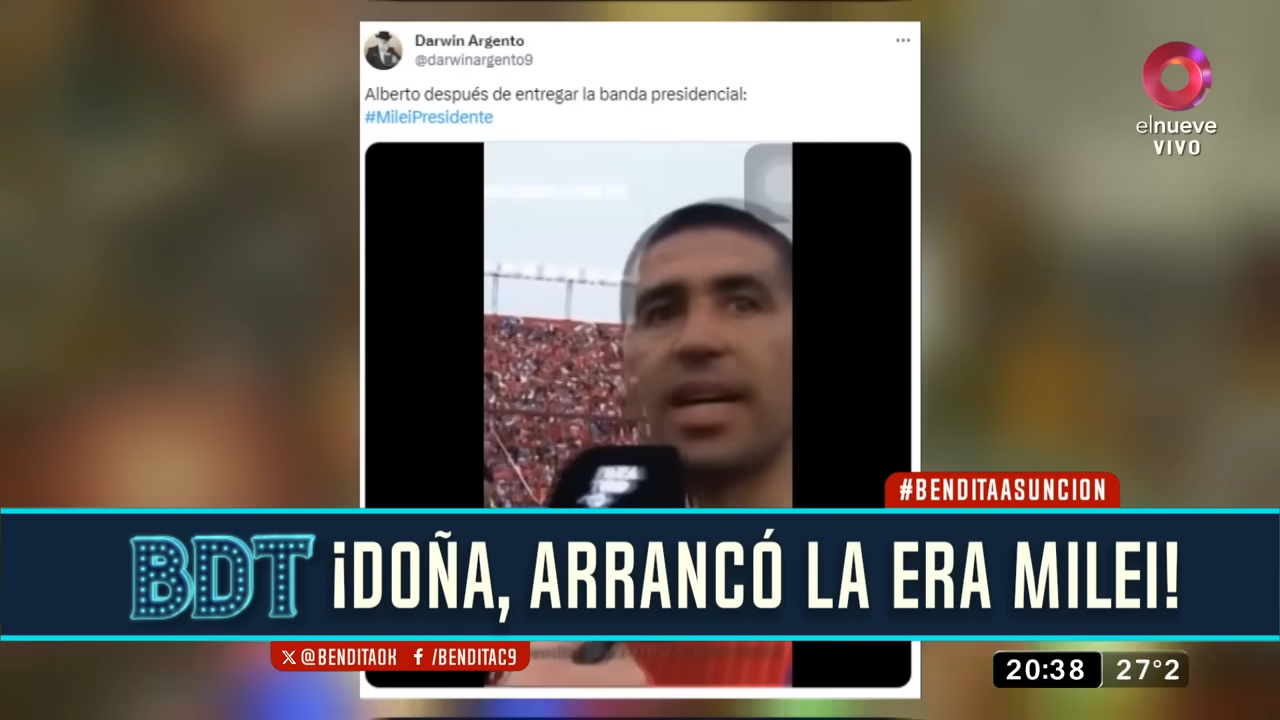 Darwin Argento
@darwinargento9
Alberto después de entregar la banda presidencial:
#MileiPresidente
elnueve
VIVO
#BENDITAASUNCION
BDT ¡DOÑA, ARRANCÓ LA ERA MILEI!
X @BENDITAOK f /BENDITAC9
20:38 27°2